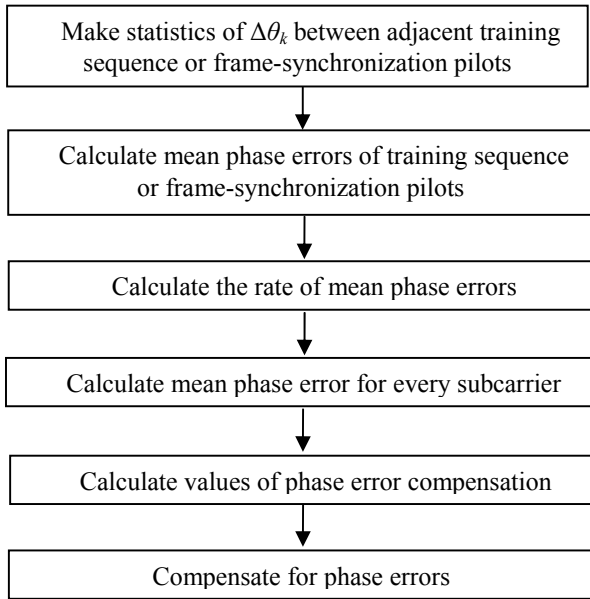 Make statistics of Δθk between adjacent training
sequence or frame-synchronization pilots
Calculate mean phase errors of training sequence
or frame-synchronization pilots
Calculate the rate of mean phase errors
Calculate mean phase error for every subcarrier
Calculate values of phase error compensation
Compensate for phase errors